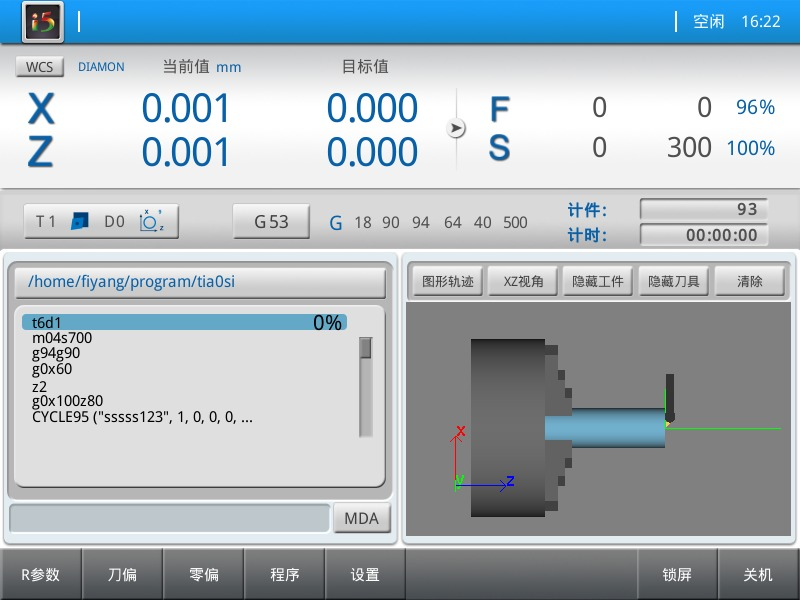 i5 空闲 16:22
WCS DIAMON 当前值 mm 目标值
X 0.001 0.000 F 0 0 96%
Z 0.001 0.000 S 0 300 100%
T1 D0 X Y Z G53 G 18 90 94 64 40 500 计件: 93
计时: 00:00:00
/home/fiyang/program/tia0si
图形轨迹 XZ视角 隐藏工件 隐藏刀具 清除
t6d1 0%
m04s700
g94g90
g0x60
z2
g0x100z80
CYCLE95 ("sssss123", 1, 0, 0, 0, ...
X
Y Z
MDA
R参数 刀偏 零偏 程序 设置 锁屏 关机